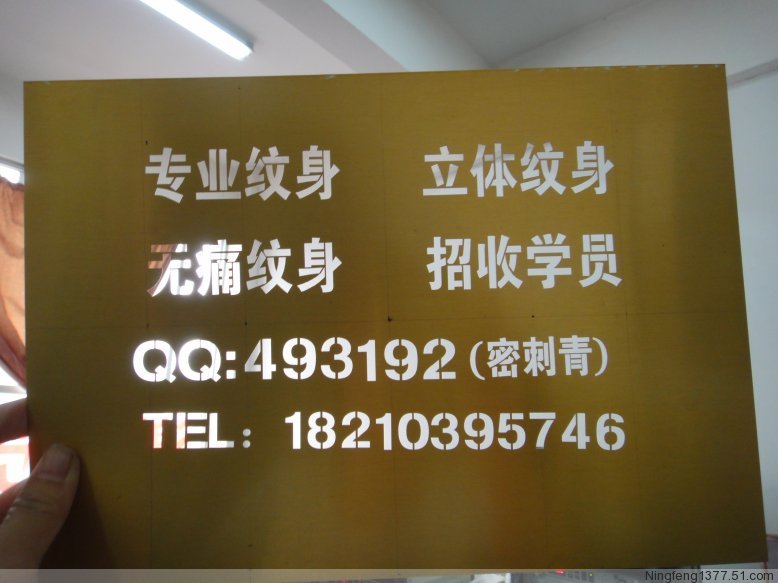 专业纹身 立体纹身
无痛纹身 招收学员
QQ:493192(密刺青)
TEL: 18210395746
Ningfeng1377.51.com